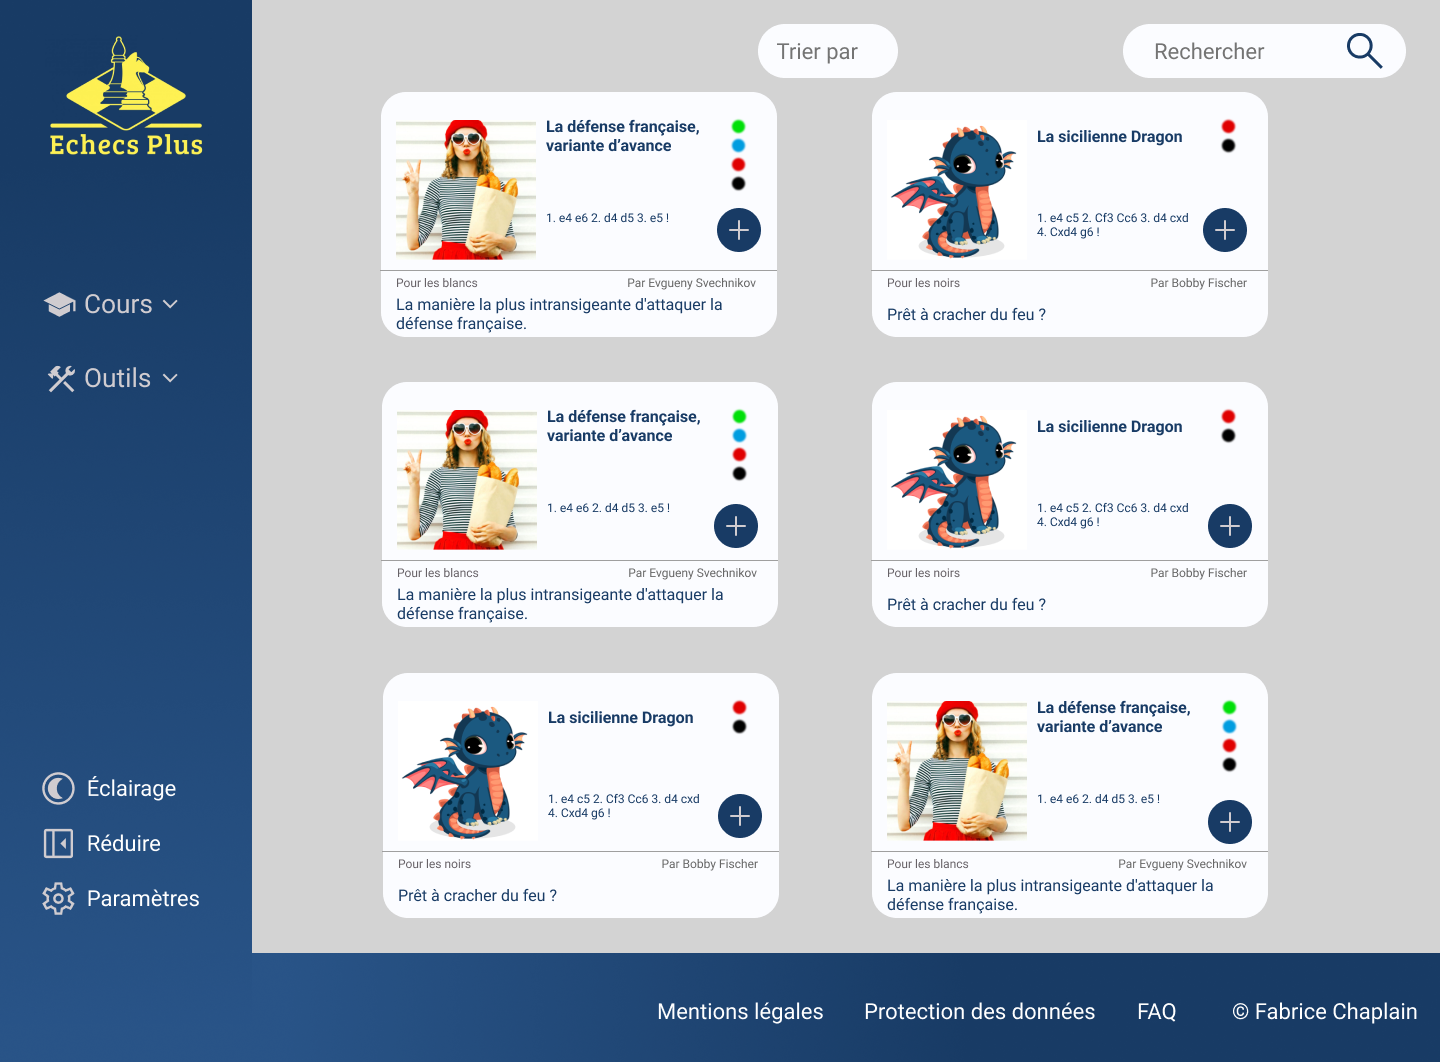 Echecs Plus
Cours
Outils
Éclairage
Réduire
Paramètres
Trier par
Rechercher
La défense française,
variante d’avance
1. e4 e6 2. d4 d5 3. e5 !
Pour les blancs
Par Evgueny Svechnikov
La manière la plus intransigeante d'attaquer la
défense française.
La sicilienne Dragon
1. e4 c5 2. Cf3 Cc6 3. d4 cxd
4. Cxd4 g6 !
Pour les noirs
Par Bobby Fischer
Prêt à cracher du feu ?
La défense française,
variante d’avance
1. e4 e6 2. d4 d5 3. e5 !
Pour les blancs
Par Evgueny Svechnikov
La manière la plus intransigeante d'attaquer la
défense française.
La sicilienne Dragon
1. e4 c5 2. Cf3 Cc6 3. d4 cxd
4. Cxd4 g6 !
Pour les noirs
Par Bobby Fischer
Prêt à cracher du feu ?
La sicilienne Dragon
1. e4 c5 2. Cf3 Cc6 3. d4 cxd
4. Cxd4 g6 !
Pour les noirs
Par Bobby Fischer
Prêt à cracher du feu ?
La défense française,
variante d’avance
1. e4 e6 2. d4 d5 3. e5 !
Pour les blancs
Par Evgueny Svechnikov
La manière la plus intransigeante d'attaquer la
défense française.
Mentions légales
Protection des données
FAQ
© Fabrice Chaplain